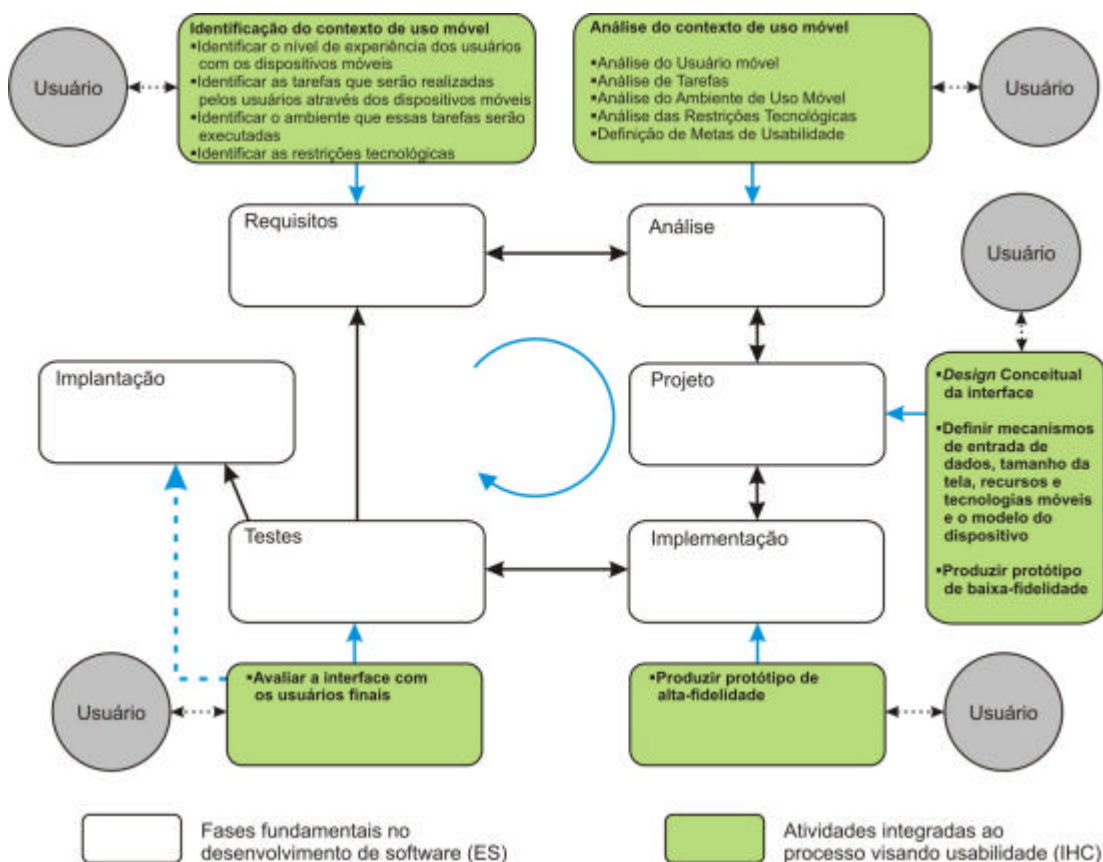 Usuário
Identificação do contexto de uso móvel
▪Identificar o nível de experiência dos usuários
com os dispositivos móveis
▪Identificar as tarefas que serão realizadas
pelos usuários através dos dispositivos móveis
▪Identificar o ambiente que essas tarefas serão
executadas
▪Identificar as restrições tecnológicas
Análise do contexto de uso móvel
▪Análise do Usuário móvel
▪Análise de Tarefas
▪Análise do Ambiente de Uso Móvel
▪Análise das Restrições Tecnológicas
▪Definição de Metas de Usabilidade
Usuário
Requisitos
Análise
Usuário
Implantação
Projeto
▪Design Conceitual
da interface
▪Definir mecanismos
de entrada de
dados, tamanho da
tela, recursos e
tecnologias móveis
e o modelo do
dispositivo
▪Produzir protótipo
de baixa-fidelidade
Testes
Implementação
Usuário
▪Avaliar a interface com
os usuários finais
▪Produzir protótipo de
alta-fidelidade
Usuário
Fases fundamentais no
desenvolvimento de software (ES)
Atividades integradas ao
processo visando usabilidade (IHC)